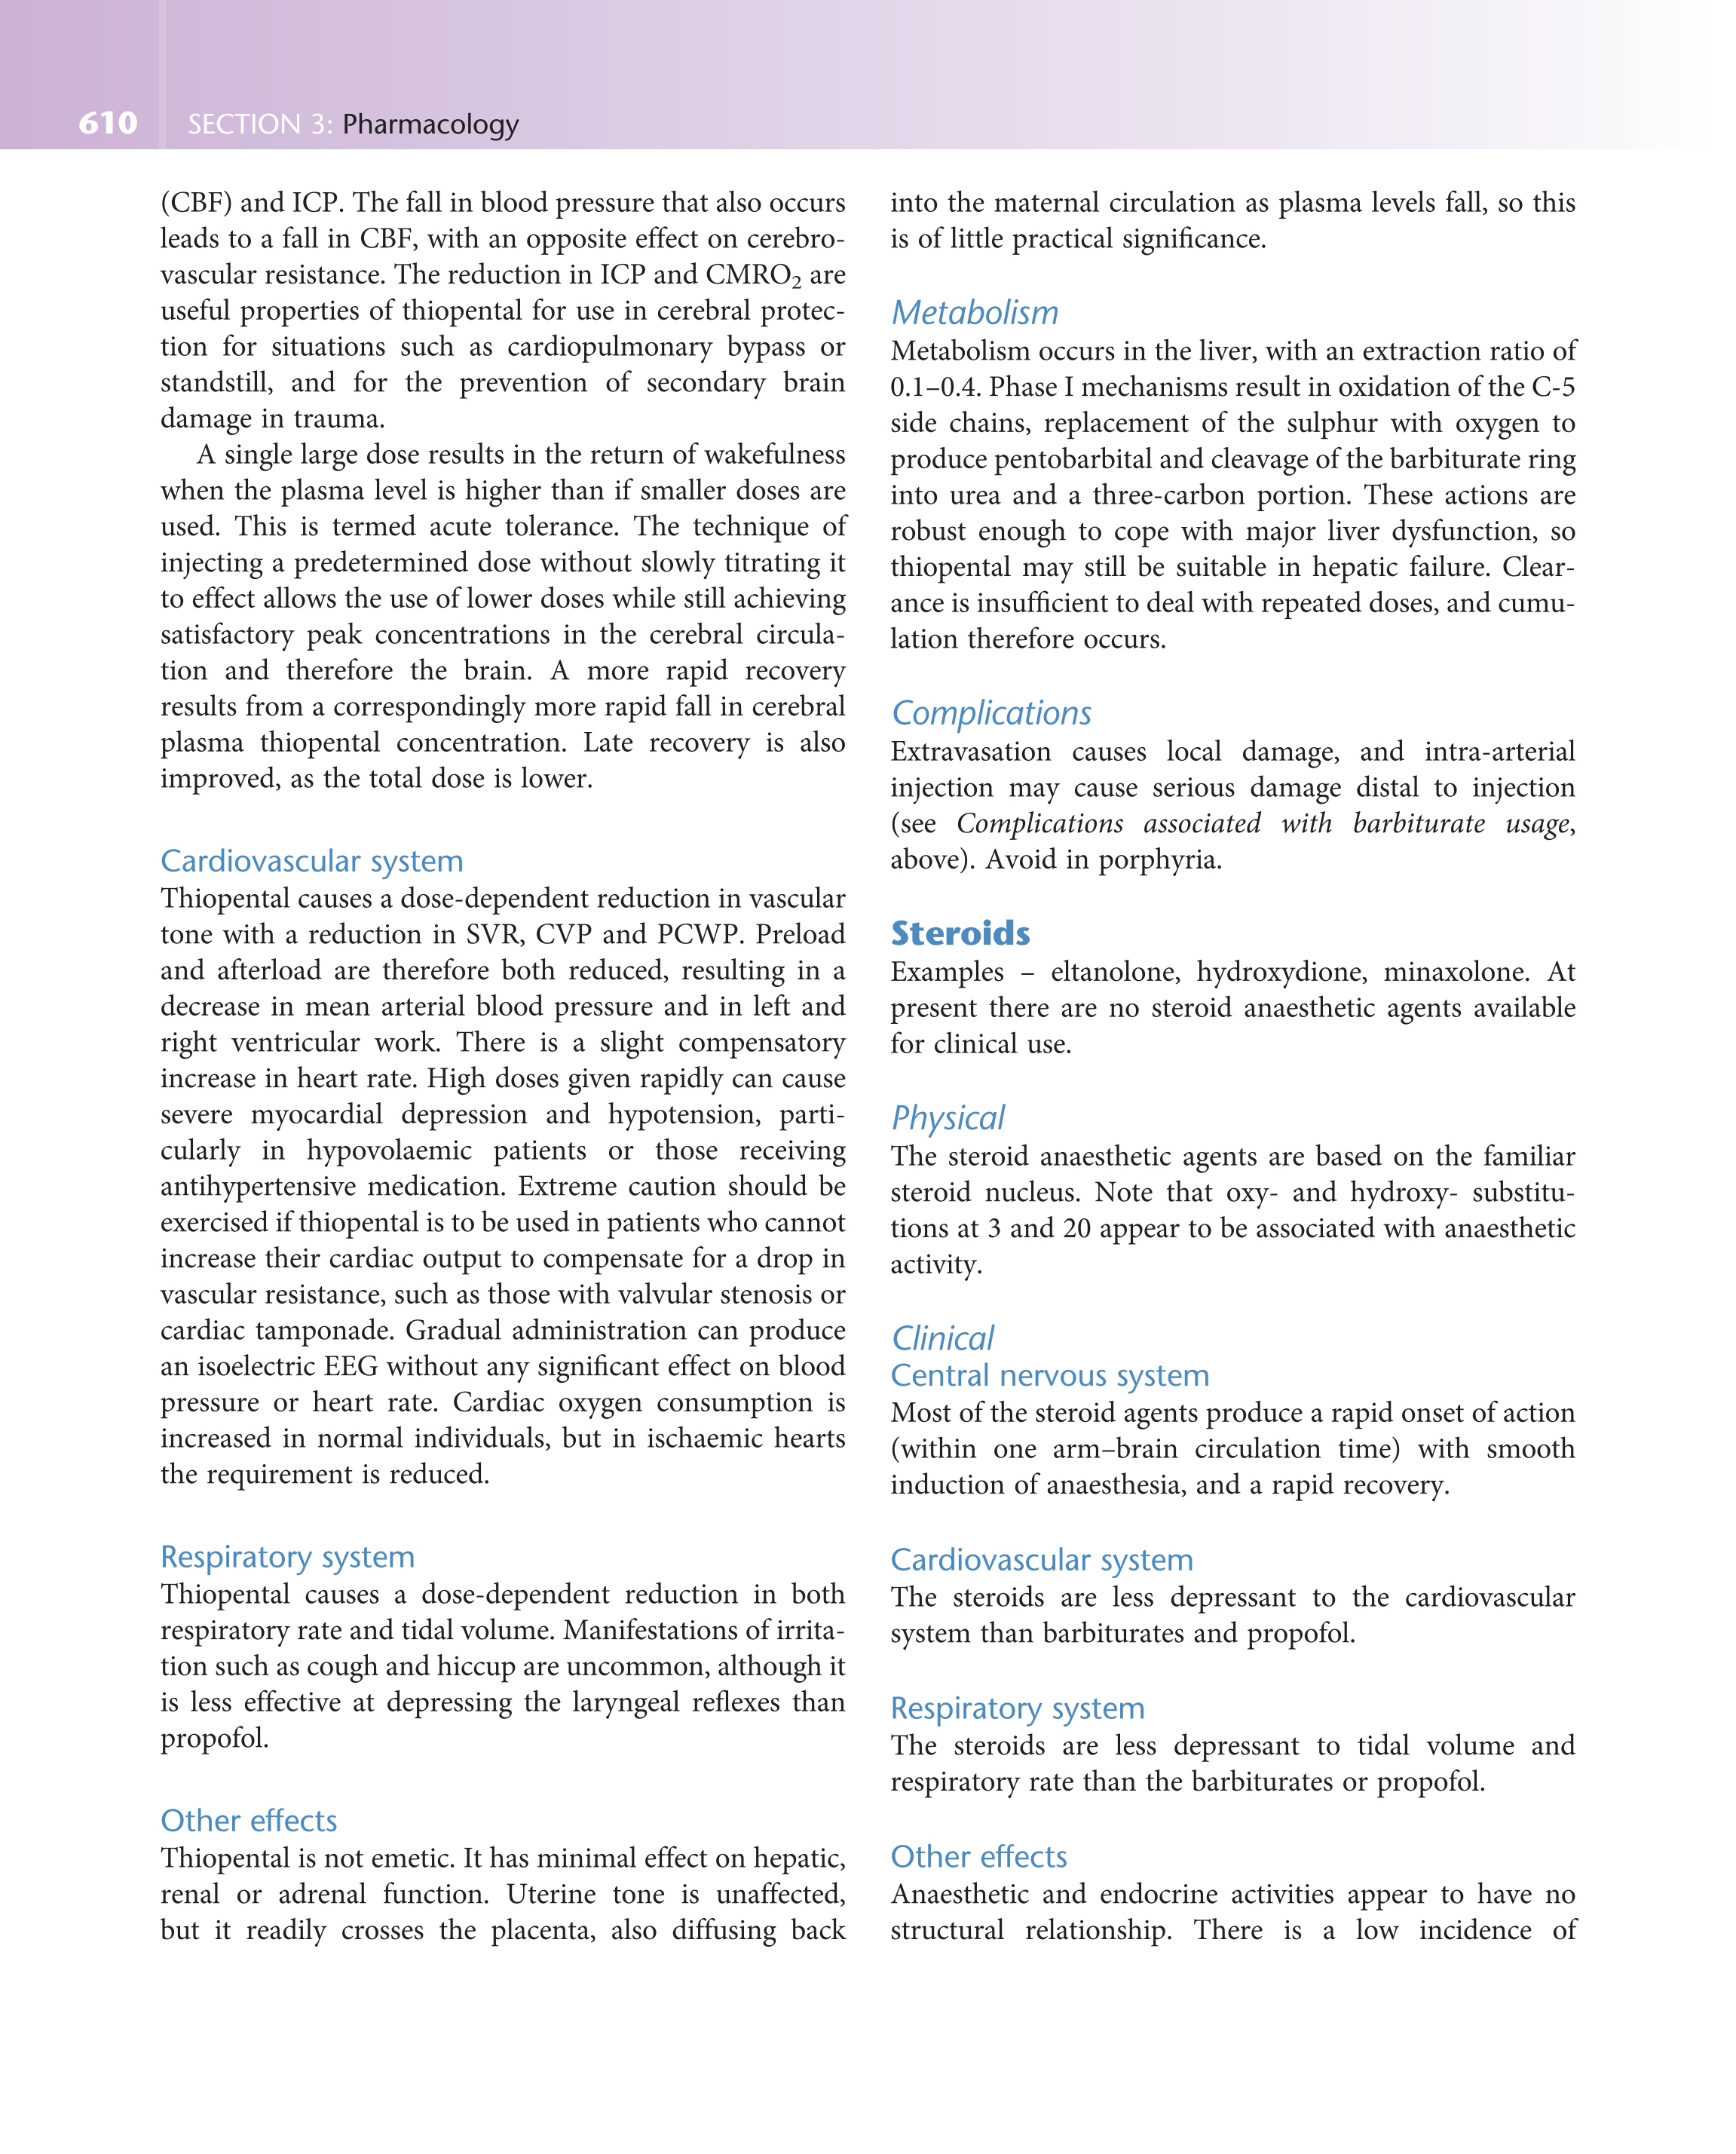 610 SECTION 3: Pharmacology
(CBF) and ICP. The fall in blood pressure that also occurs
leads to a fall in CBF, with an opposite effect on cerebro-
vascular resistance. The reduction in ICP and CMRO₂ are
useful properties of thiopental for use in cerebral protec-
tion for situations such as cardiopulmonary bypass or
standstill, and for the prevention of secondary brain
damage in trauma.
A single large dose results in the return of wakefulness
when the plasma level is higher than if smaller doses are
used. This is termed acute tolerance. The technique of
injecting a predetermined dose without slowly titrating it
to effect allows the use of lower doses while still achieving
satisfactory peak concentrations in the cerebral circula-
tion and therefore the brain. A more rapid recovery
results from a correspondingly more rapid fall in cerebral
plasma thiopental concentration. Late recovery is also
improved, as the total dose is lower.
Cardiovascular system
Thiopental causes a dose-dependent reduction in vascular
tone with a reduction in SVR, CVP and PCWP. Preload
and afterload are therefore both reduced, resulting in a
decrease in mean arterial blood pressure and in left and
right ventricular work. There is a slight compensatory
increase in heart rate. High doses given rapidly can cause
severe myocardial depression and hypotension, parti-
cularly in hypovolaemic patients or those receiving
antihypertensive medication. Extreme caution should be
exercised if thiopental is to be used in patients who cannot
increase their cardiac output to compensate for a drop in
vascular resistance, such as those with valvular stenosis or
cardiac tamponade. Gradual administration can produce
an isoelectric EEG without any significant effect on blood
pressure or heart rate. Cardiac oxygen consumption is
increased in normal individuals, but in ischaemic hearts
the requirement is reduced.
Respiratory system
Thiopental causes a dose-dependent reduction in both
respiratory rate and tidal volume. Manifestations of irrita-
tion such as cough and hiccup are uncommon, although it
is less effective at depressing the laryngeal reflexes than
propofol.
Other effects
Thiopental is not emetic. It has minimal effect on hepatic,
renal or adrenal function. Uterine tone is unaffected,
but it readily crosses the placenta, also diffusing back
into the maternal circulation as plasma levels fall, so this
is of little practical significance.
Metabolism
Metabolism occurs in the liver, with an extraction ratio of
0.1–0.4. Phase I mechanisms result in oxidation of the C-5
side chains, replacement of the sulphur with oxygen to
produce pentobarbital and cleavage of the barbiturate ring
into urea and a three-carbon portion. These actions are
robust enough to cope with major liver dysfunction, so
thiopental may still be suitable in hepatic failure. Clear-
ance is insufficient to deal with repeated doses, and cumu-
lation therefore occurs.
Complications
Extravasation causes local damage, and intra-arterial
injection may cause serious damage distal to injection
(see Complications associated with barbiturate usage,
above). Avoid in porphyria.
Steroids
Examples – eltanolone, hydroxydione, minaxolone. At
present there are no steroid anaesthetic agents available
for clinical use.
Physical
The steroid anaesthetic agents are based on the familiar
steroid nucleus. Note that oxy- and hydroxy- substitu-
tions at 3 and 20 appear to be associated with anaesthetic
activity.
Clinical
Central nervous system
Most of the steroid agents produce a rapid onset of action
(within one arm–brain circulation time) with smooth
induction of anaesthesia, and a rapid recovery.
Cardiovascular system
The steroids are less depressant to the cardiovascular
system than barbiturates and propofol.
Respiratory system
The steroids are less depressant to tidal volume and
respiratory rate than the barbiturates or propofol.
Other effects
Anaesthetic and endocrine activities appear to have no
structural relationship. There is a low incidence of